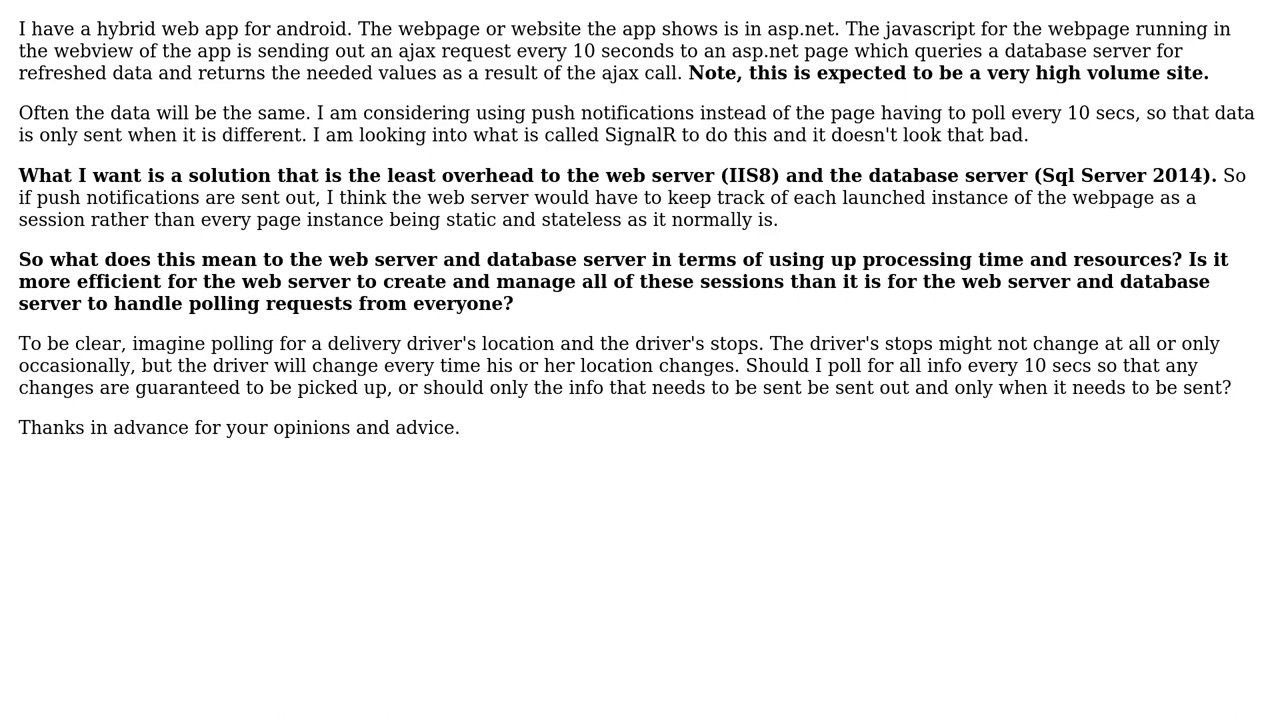 I have a hybrid web app for android. The webpage or website the app shows is in asp.net. The javascript for the webpage running in
the webview of the app is sending out an ajax request every 10 seconds to an asp.net page which queries a database server for
refreshed data and returns the needed values as a result of the ajax call. Note, this is expected to be a very high volume site.
Often the data will be the same. I am considering using push notifications instead of the page having to poll every 10 secs, so that data
is only sent when it is different. I am looking into what is called SignalR to do this and it doesn't look that bad.
What I want is a solution that is the least overhead to the web server (IIS8) and the database server (Sql Server 2014). So
if push notifications are sent out, I think the web server would have to keep track of each launched instance of the webpage as a
session rather than every page instance being static and stateless as it normally is.
So what does this mean to the web server and database server in terms of using up processing time and resources? Is it
more efficient for the web server to create and manage all of these sessions than it is for the web server and database
server to handle polling requests from everyone?
To be clear, imagine polling for a delivery driver's location and the driver's stops. The driver's stops might not change at all or only
occasionally, but the driver will change every time his or her location changes. Should I poll for all info every 10 secs so that any
changes are guaranteed to be picked up, or should only the info that needs to be sent be sent out and only when it needs to be sent?
Thanks in advance for your opinions and advice.